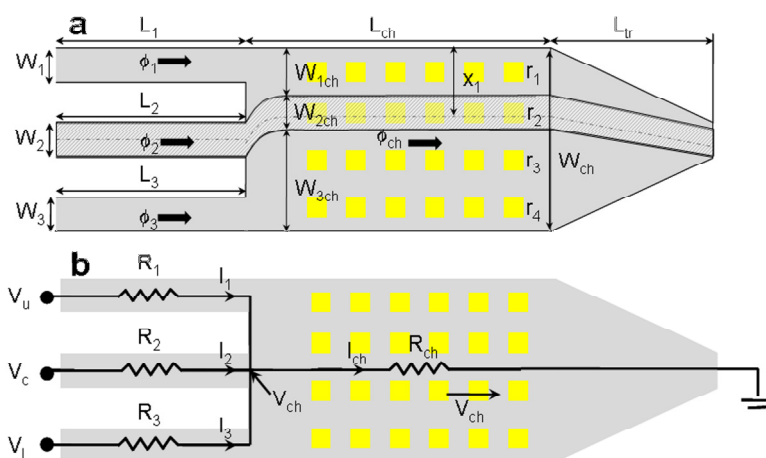 a
L1
Lch
Ltr
W1
ϕ1
W1ch
X1
r1
L2
W2
ϕ2
W2ch
r2
ϕch
L3
W3ch
r3
Wch
W3
ϕ3
r4
b
R1
I1
Vu
R2
I2
Ich
Rch
Vc
Vch
Vch
R3
I3
Vl